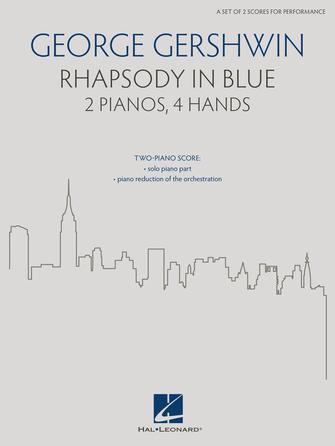 A SET OF 2 SCORES FOR PERFORMANCE
GEORGE GERSHWIN
RHAPSODY IN BLUE
2 PIANOS, 4 HANDS
TWO-PIANO SCORE:
• solo piano part
• piano reduction of the orchestration
HAL•LEONARD®